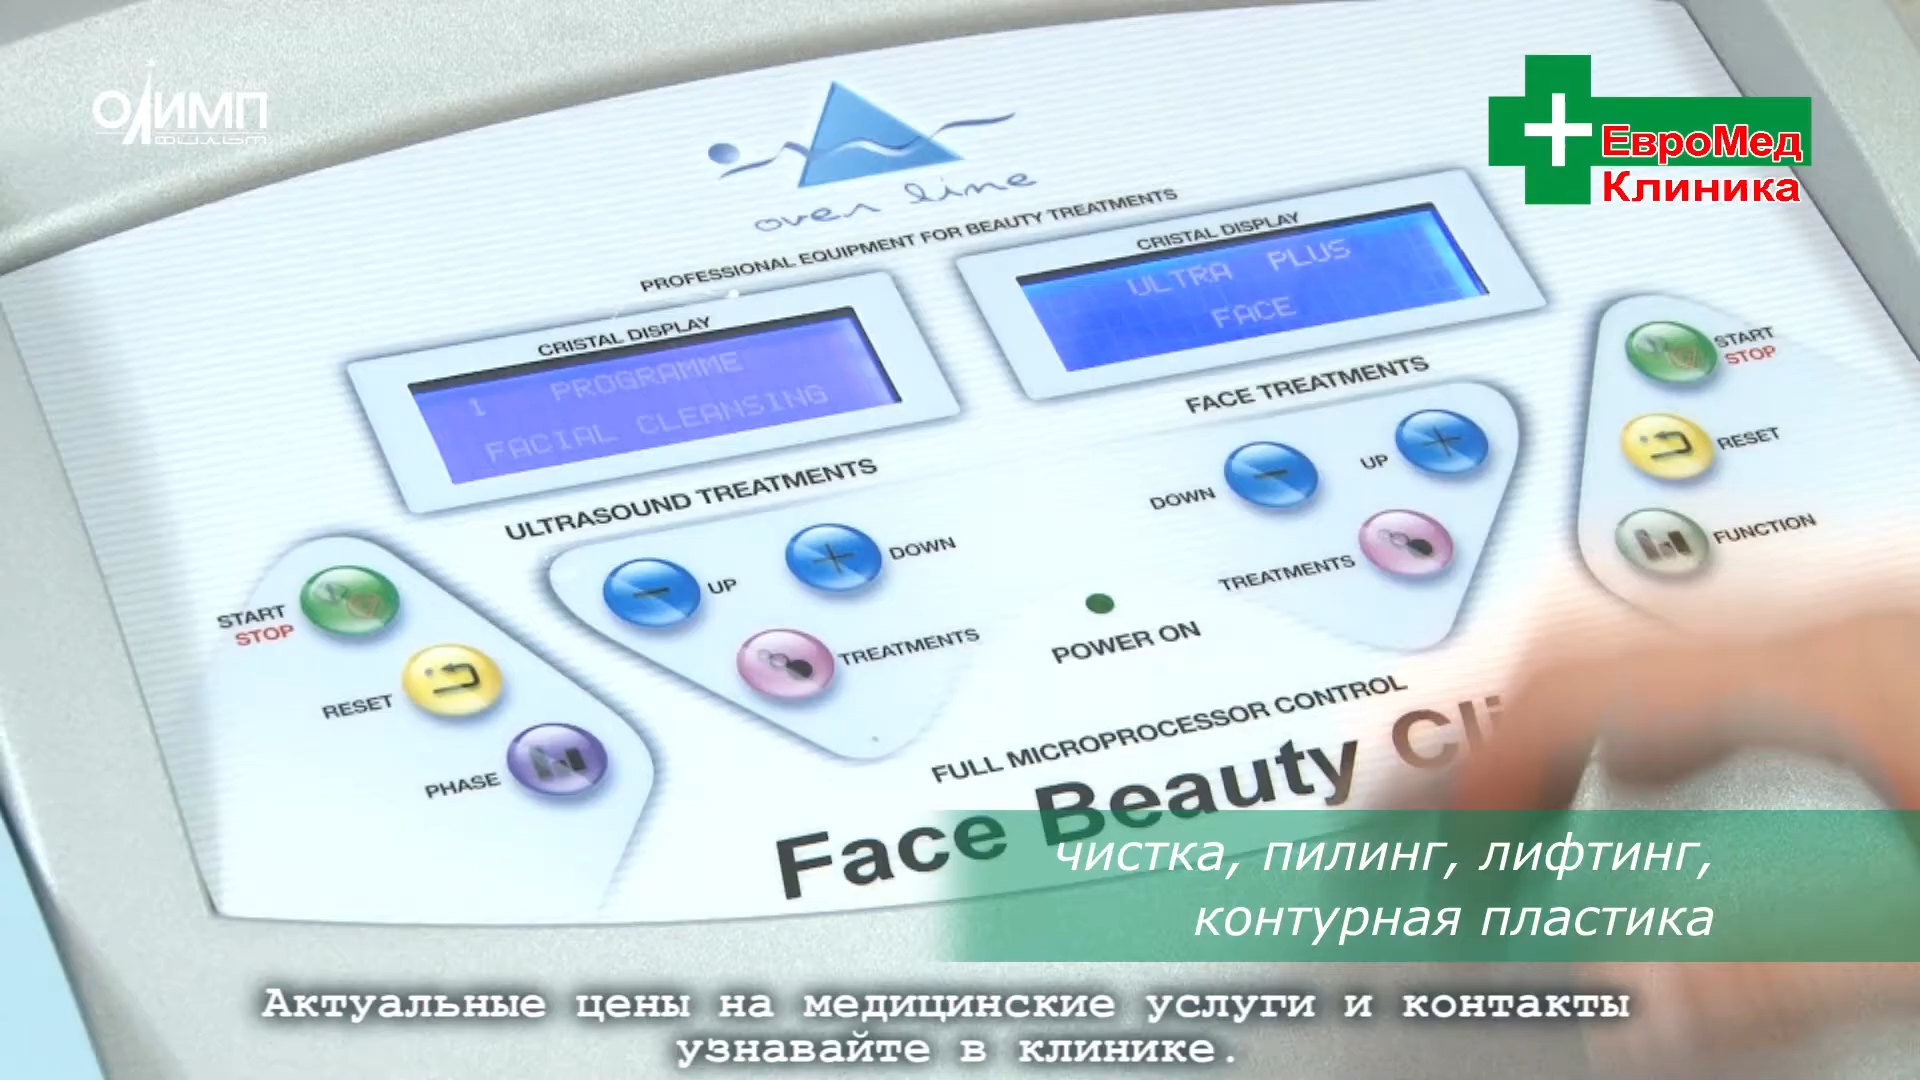 ОЛИМП
ФИЛЬМ
ЕвроМед
Клиника
over line
PROFESSIONAL EQUIPMENT FOR BEAUTY TREATMENTS
CRISTAL DISPLAY
ULTRA PLUS
FACE
CRISTAL DISPLAY
PROGRAMME
1 FACIAL CLEANSING
FACE TREATMENTS
DOWN
UP
TREATMENTS
START
STOP
RESET
FUNCTION
ULTRASOUND TREATMENTS
UP
DOWN
TREATMENTS
START
STOP
RESET
PHASE
POWER ON
FULL MICROPROCESSOR CONTROL
Face Beauty Cli
чистка, пилинг, лифтинг,
контурная пластика
Актуальные цены на медицинские услуги и контакты
узнавайте в клинике.